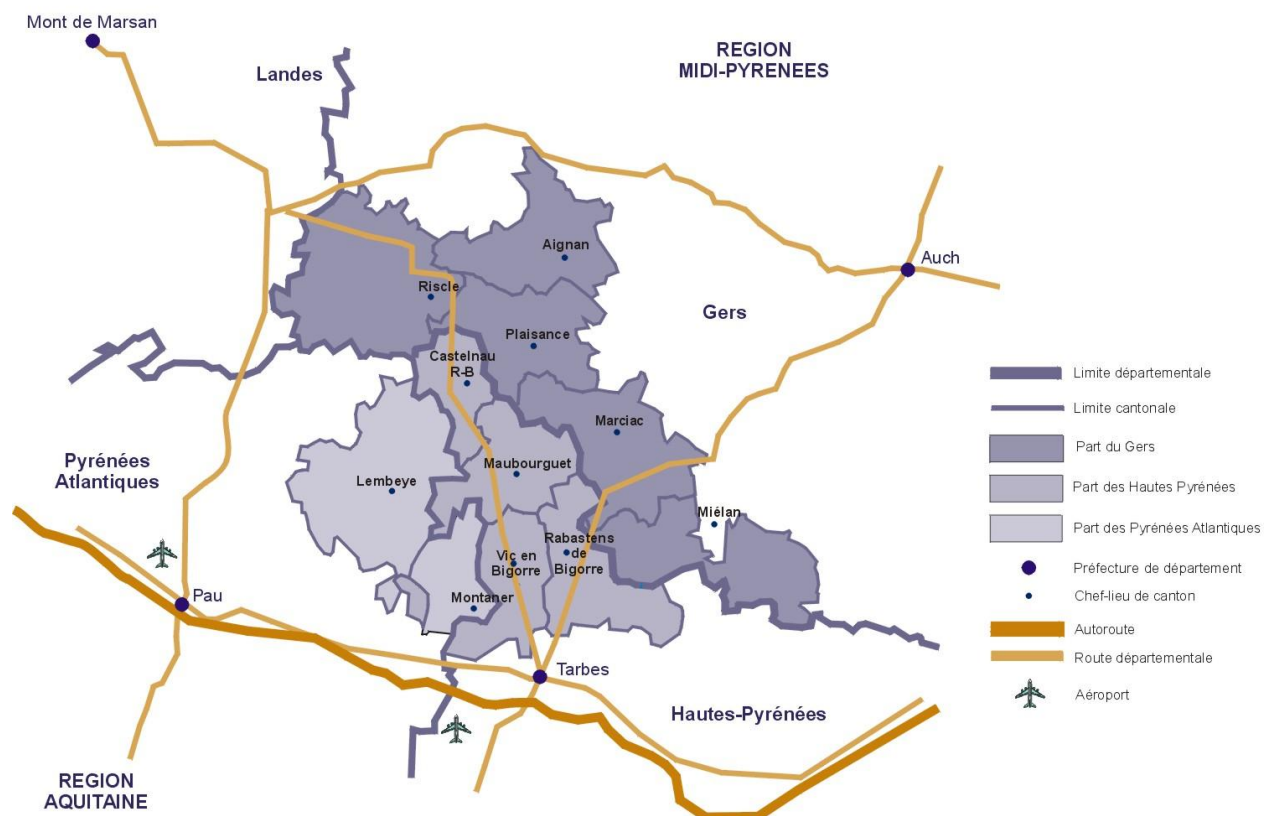 Mont de Marsan
Landes
REGION
MIDI-PYRENEES
Aignan
Auch
Riscle
Gers
Plaisance
Castelnau
R-B
Marciac
Pyrénées
Atlantiques
Maubourguet
Lembeye
Miélan
Rabastens
de
Bigorre
Vic en
Bigorre
Montaner
Pau
Tarbes
Hautes-Pyrénées
REGION
AQUITAINE
Limite départementale
Limite cantonale
Part du Gers
Part des Hautes Pyrénées
Part des Pyrénées Atlantiques
Préfecture de département
Chef-lieu de canton
Autoroute
Route départementale
Aéroport